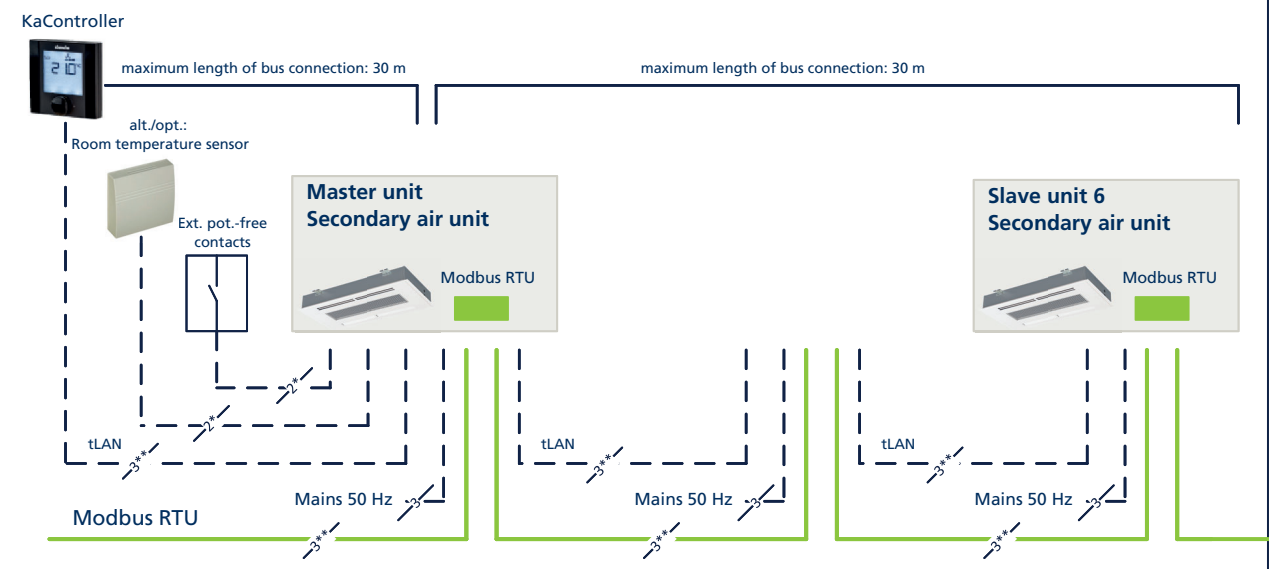 KaController
maximum length of bus connection: 30 m
maximum length of bus connection: 30 m
alt./opt.:
Room temperature sensor
Ext. pot.-free
contacts
Master unit
Secondary air unit
Modbus RTU
Slave unit 6
Secondary air unit
Modbus RTU
2*
2*
tLAN
3**
tLAN
3**
tLAN
3**
Mains 50 Hz
3
Mains 50 Hz
3
Mains 50 Hz
3
Modbus RTU
3**
3**
3**